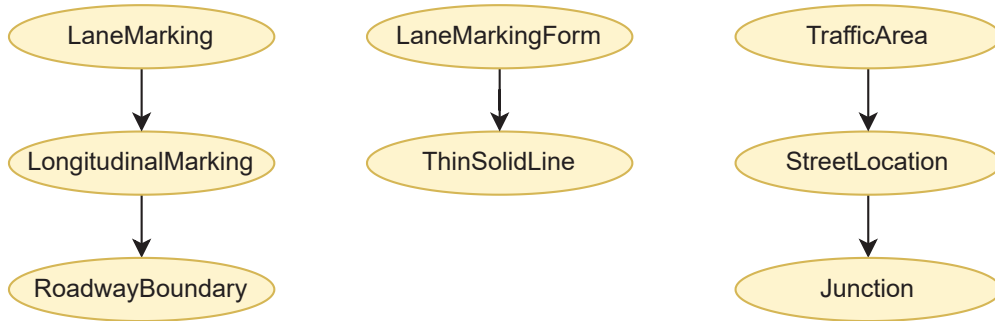 LaneMarking
LaneMarkingForm
TrafficArea
LongitudinalMarking
ThinSolidLine
StreetLocation
RoadwayBoundary
Junction